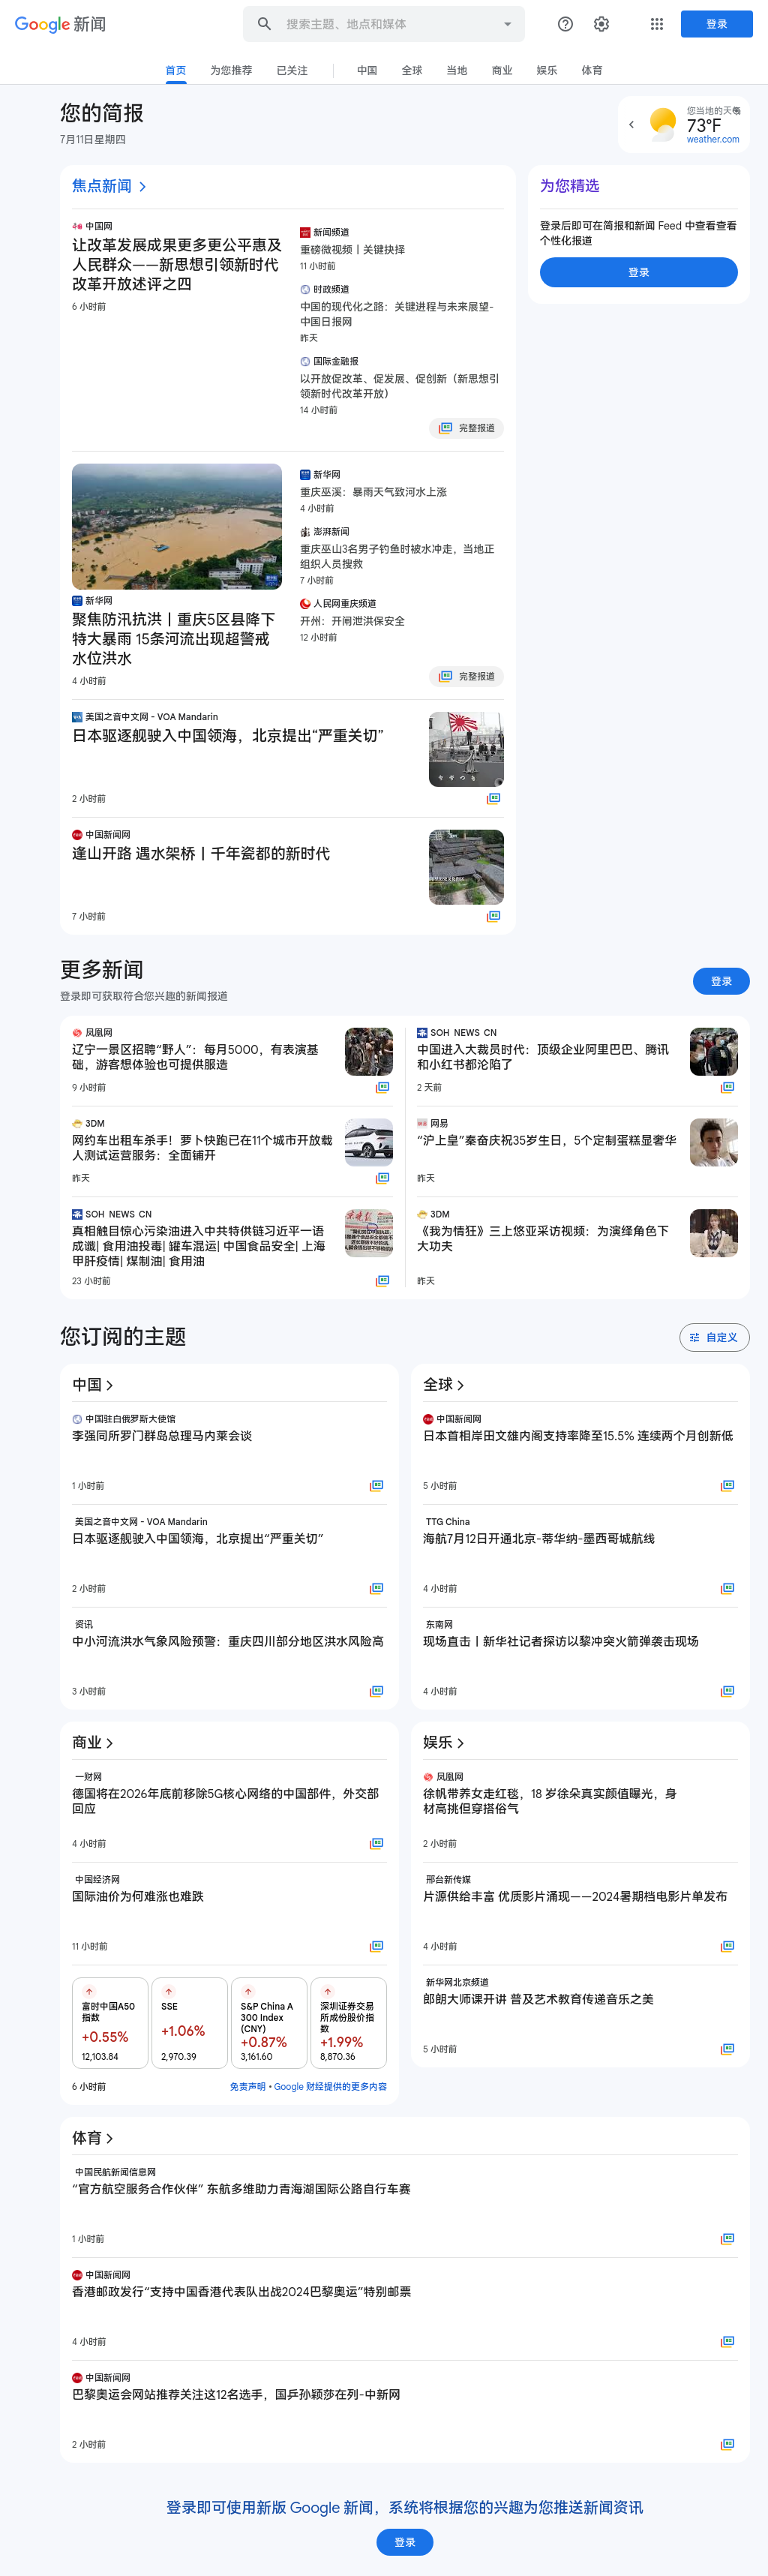 Google 新闻
搜索主题、地点和媒体
登录
首页
为您推荐
已关注
中国
全球
当地
商业
娱乐
体育
您的简报
7月11日星期四
您当地的天气
73°F
weather.com
焦点新闻
中国网
让改革发展成果更多更公平惠及
人民群众——新思想引领新时代
改革开放述评之四
6 小时前
新闻频道
重磅微视频丨关键抉择
11 小时前
时政频道
中国的现代化之路：关键进程与未来展望-
中国日报网
昨天
国际金融报
以开放促改革、促发展、促创新（新思想引
领新时代改革开放）
14 小时前
完整报道
为您精选
登录后即可在简报和新闻 Feed 中查看查看
个性化报道
登录
新华网
聚焦防汛抗洪丨重庆5区县降下
特大暴雨 15条河流出现超警戒
水位洪水
4 小时前
新华网
重庆巫溪：暴雨天气致河水上涨
4 小时前
澎湃新闻
重庆巫山3名男子钓鱼时被水冲走，当地正
组织人员搜救
7 小时前
人民网重庆频道
开州：开闸泄洪保安全
12 小时前
完整报道
美国之音中文网 - VOA Mandarin
日本驱逐舰驶入中国领海，北京提出“严重关切”
2 小时前
中国新闻网
逢山开路 遇水架桥丨千年瓷都的新时代
7 小时前
更多新闻
登录即可获取符合您兴趣的新闻报道
登录
凤凰网
辽宁一景区招聘“野人”：每月5000，有表演基
础，游客想体验也可提供服造
9 小时前
SOH_NEWS_CN
中国进入大裁员时代：顶级企业阿里巴巴、腾讯
和小红书都沦陷了
2 天前
3DM
网约车出租车杀手！萝卜快跑已在11个城市开放载
人测试运营服务：全面铺开
昨天
网易
“沪上皇”秦奋庆祝35岁生日，5个定制蛋糕显奢华
昨天
SOH_NEWS_CN
真相触目惊心污染油进入中共特供链习近平一语
成谶| 食用油投毒| 罐车混运| 中国食品安全| 上海
甲肝疫情| 煤制油| 食用油
23 小时前
3DM
《我为情狂》三上悠亚采访视频：为演绎角色下
大功夫
昨天
您订阅的主题
自定义
中国
中国驻白俄罗斯大使馆
李强同所罗门群岛总理马内莱会谈
1 小时前
美国之音中文网 - VOA Mandarin
日本驱逐舰驶入中国领海，北京提出“严重关切”
2 小时前
资讯
中小河流洪水气象风险预警：重庆四川部分地区洪水风险高
3 小时前
全球
中国新闻网
日本首相岸田文雄内阁支持率降至15.5% 连续两个月创新低
5 小时前
TTG China
海航7月12日开通北京-蒂华纳-墨西哥城航线
4 小时前
东南网
现场直击丨新华社记者探访以黎冲突火箭弹袭击现场
4 小时前
商业
一财网
德国将在2026年底前移除5G核心网络的中国部件，外交部
回应
4 小时前
中国经济网
国际油价为何难涨也难跌
11 小时前
富时中国A50
指数
+0.55%
12,103.84
SSE
+1.06%
2,970.39
S&P China A
300 Index
(CNY)
+0.87%
3,161.60
深圳证券交易
所成份股价指
数
+1.99%
8,870.36
6 小时前
免责声明 • Google 财经提供的更多内容
娱乐
凤凰网
徐帆带养女走红毯，18 岁徐朵真实颜值曝光，身
材高挑但穿搭俗气
2 小时前
邢台新传媒
片源供给丰富 优质影片涌现——2024暑期档电影片单发布
4 小时前
新华网北京频道
郎朗大师课开讲 普及艺术教育传递音乐之美
5 小时前
体育
中国民航新闻信息网
“官方航空服务合作伙伴” 东航多维助力青海湖国际公路自行车赛
1 小时前
中国新闻网
香港邮政发行“支持中国香港代表队出战2024巴黎奥运”特别邮票
4 小时前
中国新闻网
巴黎奥运会网站推荐关注这12名选手，国乒孙颖莎在列-中新网
2 小时前
登录即可使用新版 Google 新闻，系统将根据您的兴趣为您推送新闻资讯
登录